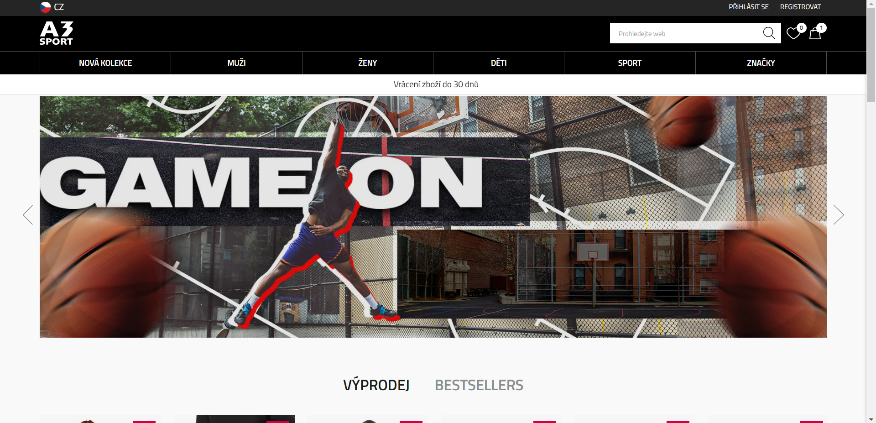 CZ
PŘIHLÁSIT SE
REGISTROVAT
A3
SPORT
Prohledejte web
0
1
NOVÁ KOLEKCE
MUŽI
ŽENY
DĚTI
SPORT
ZNAČKY
Vrácení zboží do 30 dnů
GAME ON
VÝPRODEJ
BESTSELLERS